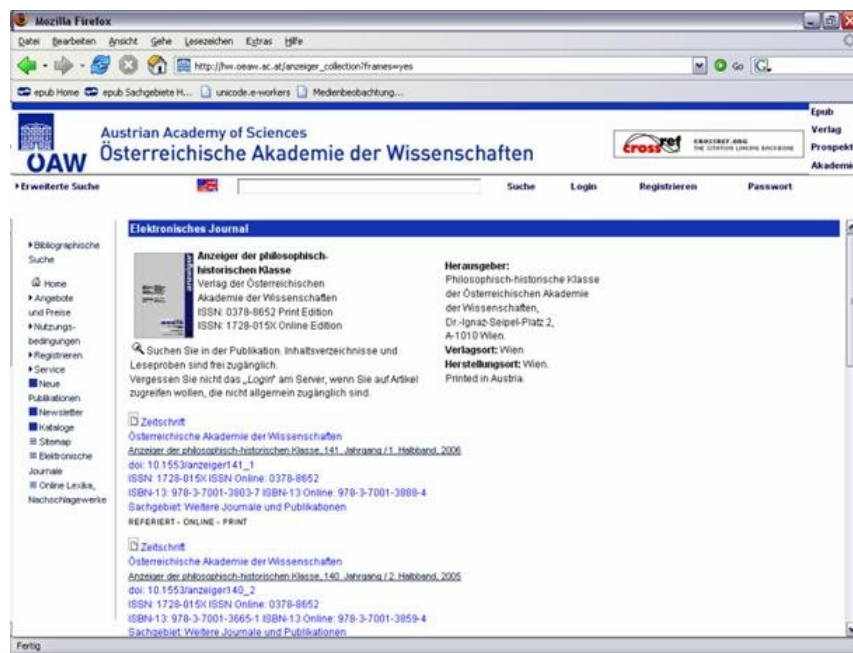 Mozilla Firefox
Datei Bearbeiten Ansicht Gehe Lesezeichen Extras Hilfe
http://hw.oeaw.ac.at/anzeiger_collection?frames=yes
Go
epub Home epub Sachgebiete H... unicode.e-workers Medienbeobachtung...
Epub
Verlag
Prospekt
Akademie
ÖAW
Austrian Academy of Sciences
Österreichische Akademie der Wissenschaften
cross ref
CROSSREF.ORG
THE CITATION LINKING BACKBONE
Erweiterte Suche
Suche Login Registrieren Passwort
Bibliographische
Suche
Home
Angebote
und Preise
Nutzungs-
bedingungen
Registrieren
Service
Neue
Publikationen
Newsletter
Kataloge
Sitemap
Elektronische
Journale
Online Lexika,
Nachschlagewerke
Elektronisches Journal
anzeiger
Anzeiger der philosophisch-
historischen Klasse
Verlag der Österreichischen
Akademie der Wissenschaften
ISSN: 0378-8652 Print Edition
ISSN: 1728-015X Online Edition
Suchen Sie in der Publikation. Inhaltsverzeichnisse und
Leseproben sind frei zugänglich.
Vergessen Sie nicht das „Login" am Server, wenn Sie auf Artikel
zugreifen wollen, die nicht allgemein zugänglich sind.
Herausgeber:
Philosophisch-historische Klasse
der Österreichischen Akademie
der Wissenschaften,
Dr.-Ignaz-Seipel-Platz 2,
A-1010 Wien.
Verlagsort: Wien
Herstellungsort: Wien.
Printed in Austria.
Zeitschrift
Österreichische Akademie der Wissenschaften
Anzeiger der philosophisch-historischen Klasse, 141. Jahrgang / 1. Halbband, 2006
doi: 10.1553/anzeiger141_1
ISSN: 1728-015X ISSN Online: 0378-8652
ISBN-13: 978-3-7001-3803-7 ISBN-13 Online: 978-3-7001-3888-4
Sachgebiet: Weitere Journale und Publikationen
REFERIERT - ONLINE - PRINT
Zeitschrift
Österreichische Akademie der Wissenschaften
Anzeiger der philosophisch-historischen Klasse, 140. Jahrgang / 2. Halbband, 2005
doi: 10.1553/anzeiger140_2
ISSN: 1728-015X ISSN Online: 0378-8652
ISBN-13: 978-3-7001-3665-1 ISBN-13 Online: 978-3-7001-3859-4
Sachgebiet: Weitere Journale und Publikationen
Fertig